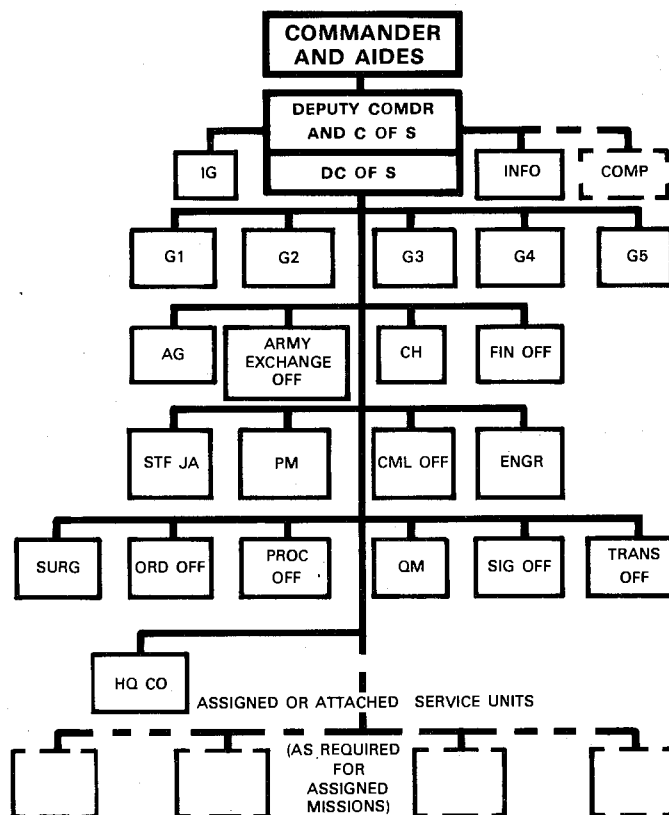 COMMANDER
AND AIDES
DEPUTY COMDR
AND C OF S
DC OF S
IG
INFO
COMP
G1
G2
G3
G4
G5
AG
ARMY
EXCHANGE
OFF
CH
FIN OFF
STF JA
PM
CML OFF
ENGR
SURG
ORD OFF
PROC
OFF
QM
SIG OFF
TRANS
OFF
HQ CO
ASSIGNED OR ATTACHED SERVICE UNITS
(AS REQUIRED
FOR
ASSIGNED
MISSIONS)